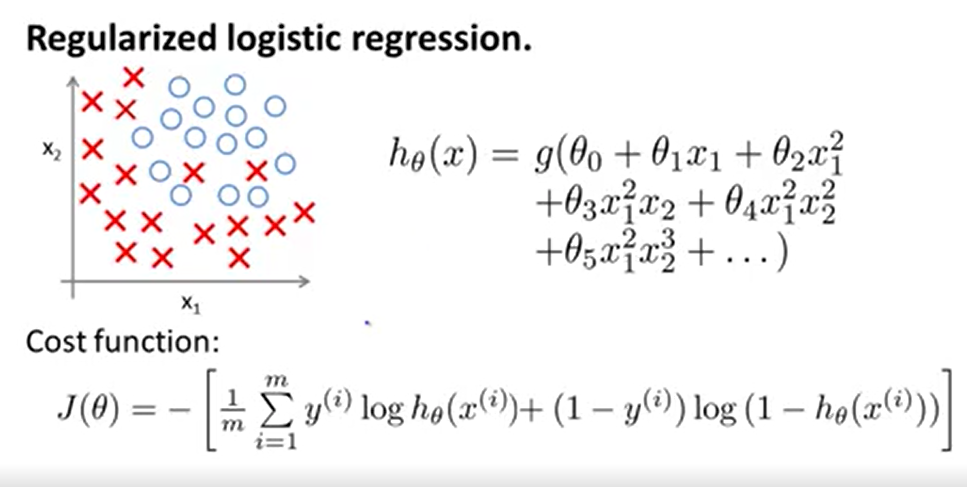 Regularized logistic regression.
x₂
x₁
h_θ(x) = g(θ₀ + θ₁x₁ + θ₂x₁²
+θ₃x₁²x₂ + θ₄x₁²x₂²
+θ₅x₁²x₂³ + . . . )
Cost function:
J(θ) = − [ 1/m ∑_{i=1}^{m} y^{(i)} log h_θ(x^{(i)})+ (1 − y^{(i)}) log (1 − h_θ(x^{(i)})) ]